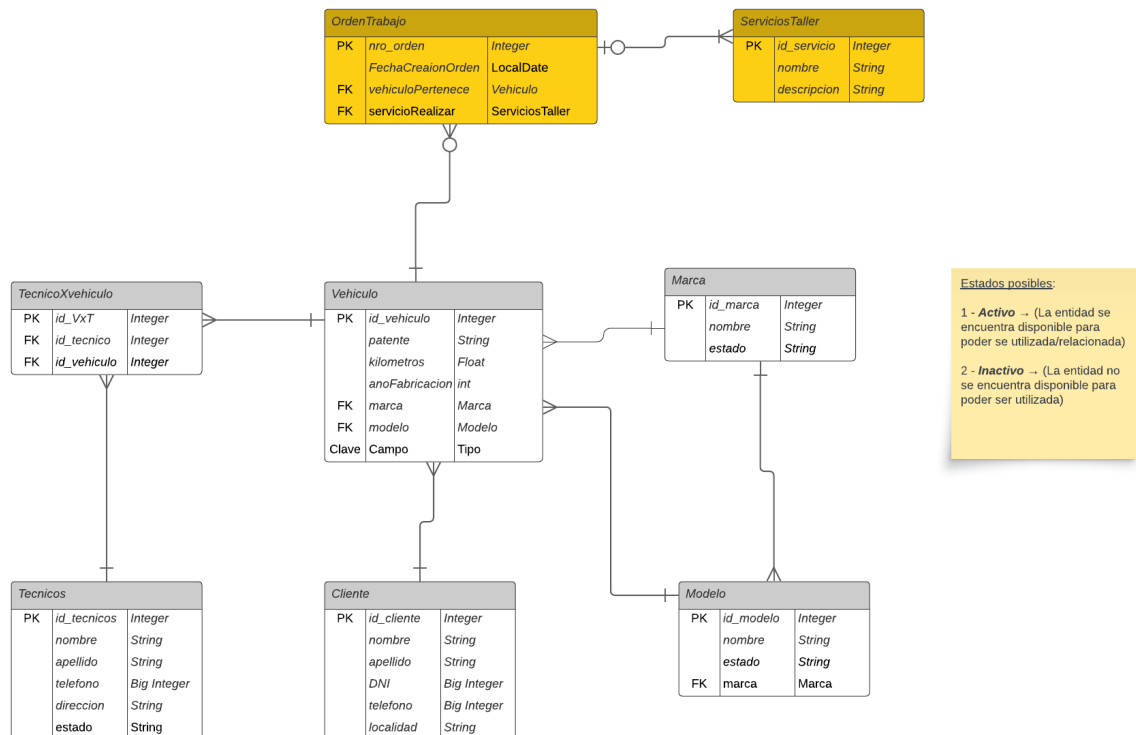 OrdenTrabajo
PK nro_orden Integer
FechaCreaionOrden LocalDate
FK vehiculoPertenece Vehiculo
FK servicioRealizar ServiciosTaller
ServiciosTaller
PK id_servicio Integer
nombre String
descripcion String
TecnicoXvehiculo
PK id_VxT Integer
FK id_tecnico Integer
FK id_vehiculo Integer
Vehiculo
PK id_vehiculo Integer
patente String
kilometros Float
anoFabricacion int
FK marca Marca
FK modelo Modelo
Clave Campo Tipo
Marca
PK id_marca Integer
nombre String
estado String
Estados posibles:
1 - Activo → (La entidad se
encuentra disponible para
poder se utilizada/relacionada)
2 - Inactivo → (La entidad no
se encuentra disponible para
poder ser utilizada)
Tecnicos
PK id_tecnicos Integer
nombre String
apellido String
telefono Big Integer
direccion String
estado String
Cliente
PK id_cliente Integer
nombre String
apellido String
DNI Big Integer
telefono Big Integer
localidad String
Modelo
PK id_modelo Integer
nombre String
estado String
FK marca Marca